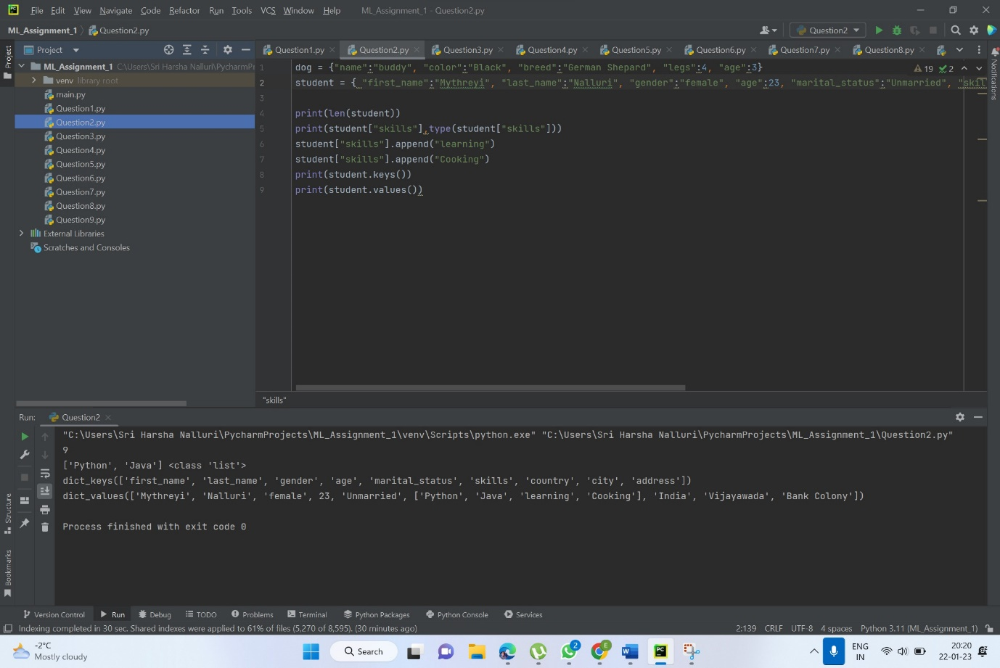 File Edit View Navigate Code Refactor Run Tools VCS Window Help ML_Assignment_1 - Question2.py
ML_Assignment_1 Question2.py Question2
Project
Project
Question1.py Question2.py Question3.py Question4.py Question5.py Question6.py Question7.py Question8.py
Notifications
ML_Assignment_1 C:\Users\Sri Harsha Nalluri\PycharmPr
venv library root
main.py
Question1.py
Question2.py
Question3.py
Question4.py
Question5.py
Question6.py
Question7.py
Question8.py
Question9.py
External Libraries
Scratches and Consoles
19 2
1 dog = {"name":"buddy", "color":"Black", "breed":"German Shepard", "legs":4, "age":3}
2 student = { "first_name":"Mythreyi", "last_name":"Nalluri", "gender":"female", "age":23, "marital_status":"Unmarried", "skil
3
4 print(len(student))
5 print(student["skills"],type(student["skills"]))
6 student["skills"].append("learning")
7 student["skills"].append("Cooking")
8 print(student.keys())
9 print(student.values())
"skills"
Run: Question2
"C:\Users\Sri Harsha Nalluri\PycharmProjects\ML_Assignment_1\venv\Scripts\python.exe" "C:\Users\Sri Harsha Nalluri\PycharmProjects\ML_Assignment_1\Question2.py"
9
['Python', 'Java'] <class 'list'>
dict_keys(['first_name', 'last_name', 'gender', 'age', 'marital_status', 'skills', 'country', 'city', 'address'])
dict_values(['Mythreyi', 'Nalluri', 'female', 23, 'Unmarried', ['Python', 'Java', 'learning', 'Cooking'], 'India', 'Vijayawada', 'Bank Colony'])
Process finished with exit code 0
Structure
Bookmarks
Version Control Run Debug TODO Problems Terminal Python Packages Python Console Services
Indexing completed in 30 sec. Shared indexes were applied to 61% of files (5,270 of 8,595). (30 minutes ago) 2:139 CRLF UTF-8 4 spaces Python 3.11 (ML_Assignment_1)
-2°C
Mostly cloudy
Search
2
E
ENG
IN
20:20
22-01-23